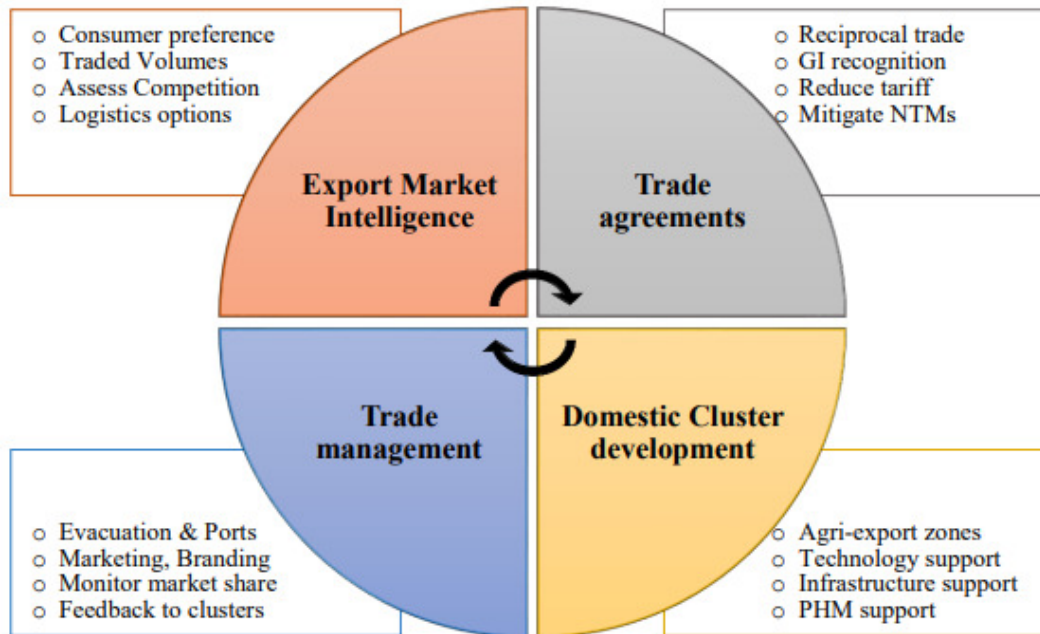 o Consumer preference
o Traded Volumes
o Assess Competition
o Logistics options
o Reciprocal trade
o GI recognition
o Reduce tariff
o Mitigate NTMs
Export Market
Intelligence
Trade
agreements
Trade
management
Domestic Cluster
development
o Evacuation & Ports
o Marketing, Branding
o Monitor market share
o Feedback to clusters
o Agri-export zones
o Technology support
o Infrastructure support
o PHM support